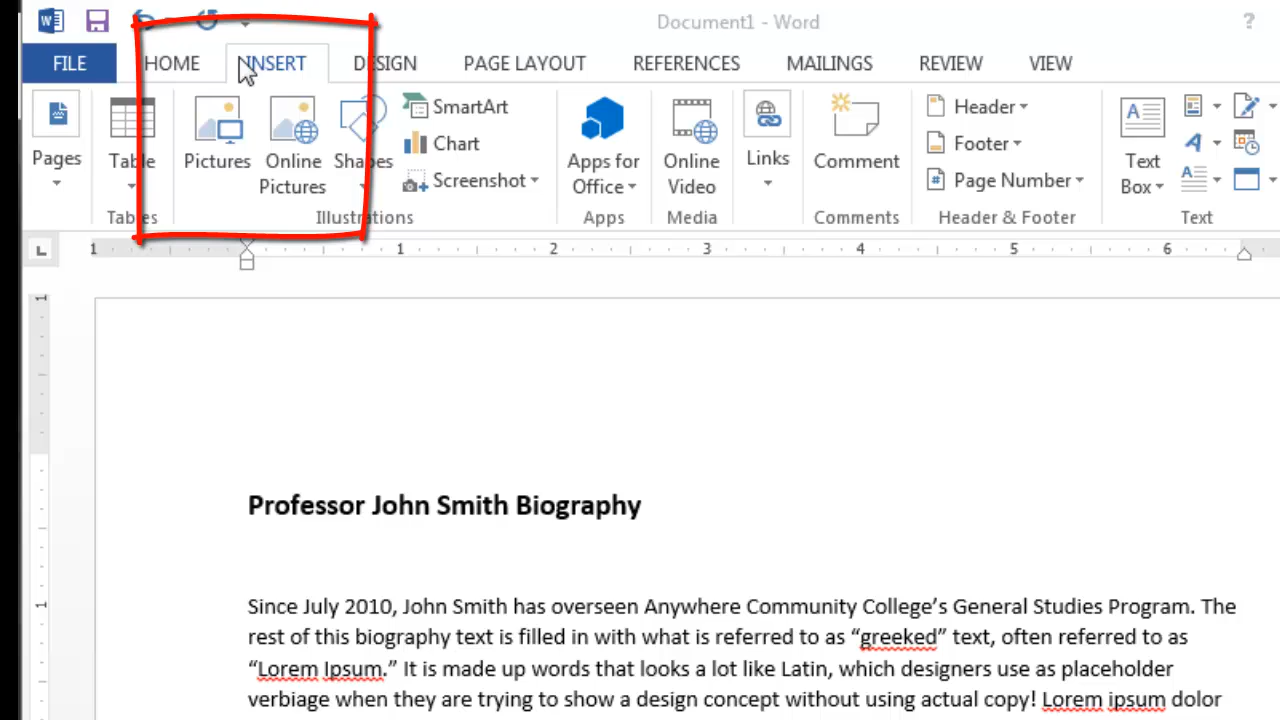 Document1 - Word
?
FILE HOME INSERT DESIGN PAGE LAYOUT REFERENCES MAILINGS REVIEW VIEW
Pages
Table
Tables
Pictures
Online
Pictures
Shapes
SmartArt
Chart
Screenshot
Illustrations
Apps for
Office
Apps
Online
Video
Media
Links
Comment
Comments
Header
Footer
Page Number
Header & Footer
Text
Box
Text
L
1 1 2 3 4 5 6
1
1
Professor John Smith Biography
Since July 2010, John Smith has overseen Anywhere Community College’s General Studies Program. The
rest of this biography text is filled in with what is referred to as “greeked” text, often referred to as
“Lorem Ipsum.” It is made up words that looks a lot like Latin, which designers use as placeholder
verbiage when they are trying to show a design concept without using actual copy! Lorem ipsum dolor